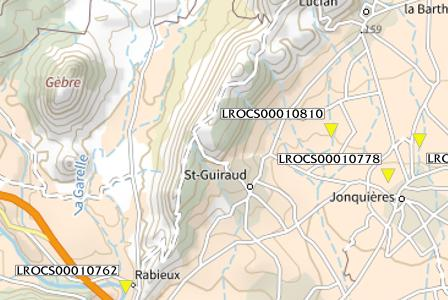 Lucian
la Barth
159
Gèbre
LROCS00010810
LROCS00010778
LRO
St-Guiraud
la Garelle
Jonquières
LROCS00010762
Rabieux